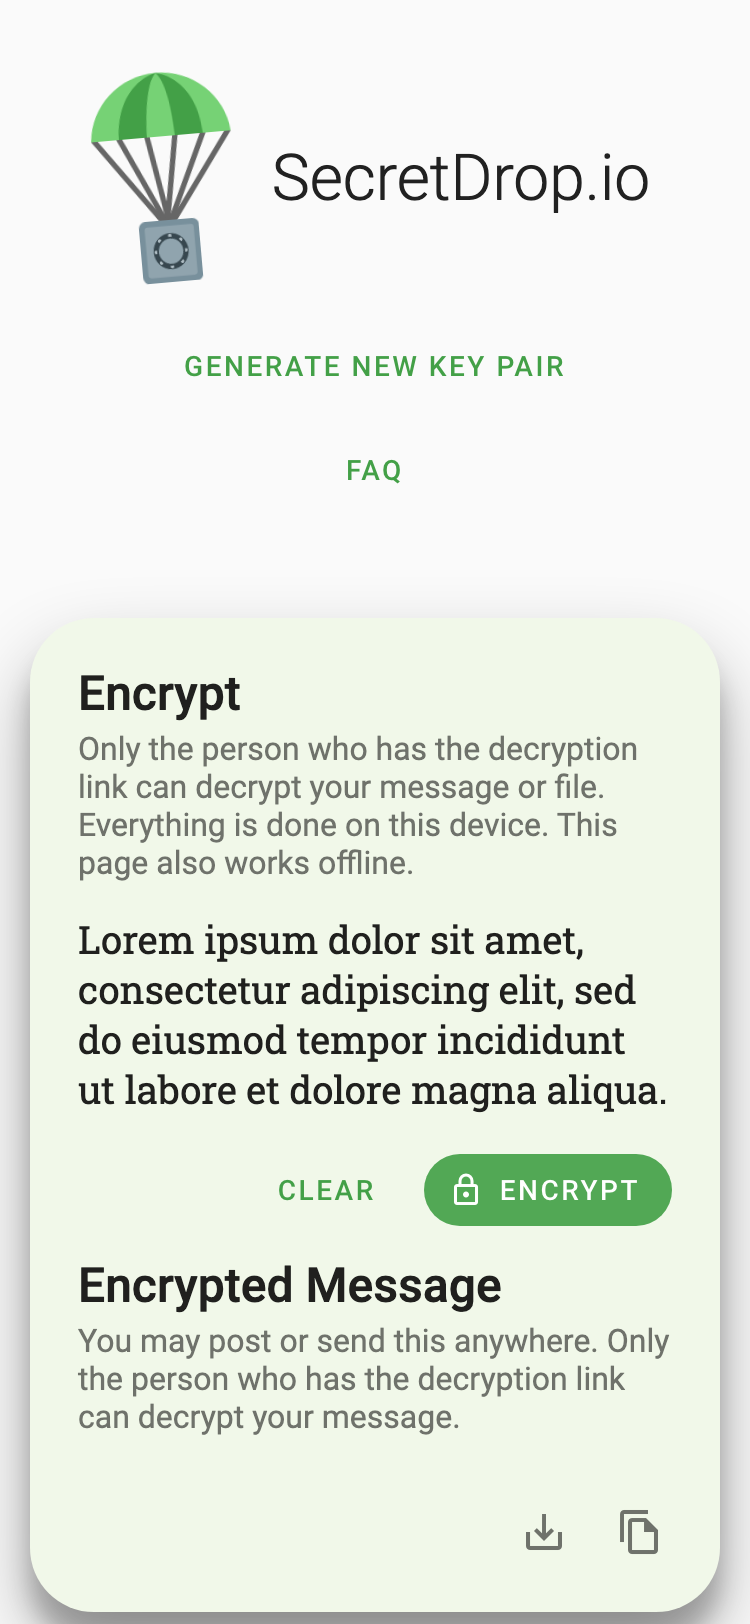 SecretDrop.io
GENERATE NEW KEY PAIR
FAQ
Encrypt
Only the person who has the decryption
link can decrypt your message or file.
Everything is done on this device. This
page also works offline.
Lorem ipsum dolor sit amet,
consectetur adipiscing elit, sed
do eiusmod tempor incididunt
ut labore et dolore magna aliqua.
CLEAR
ENCRYPT
Encrypted Message
You may post or send this anywhere. Only
the person who has the decryption link
can decrypt your message.